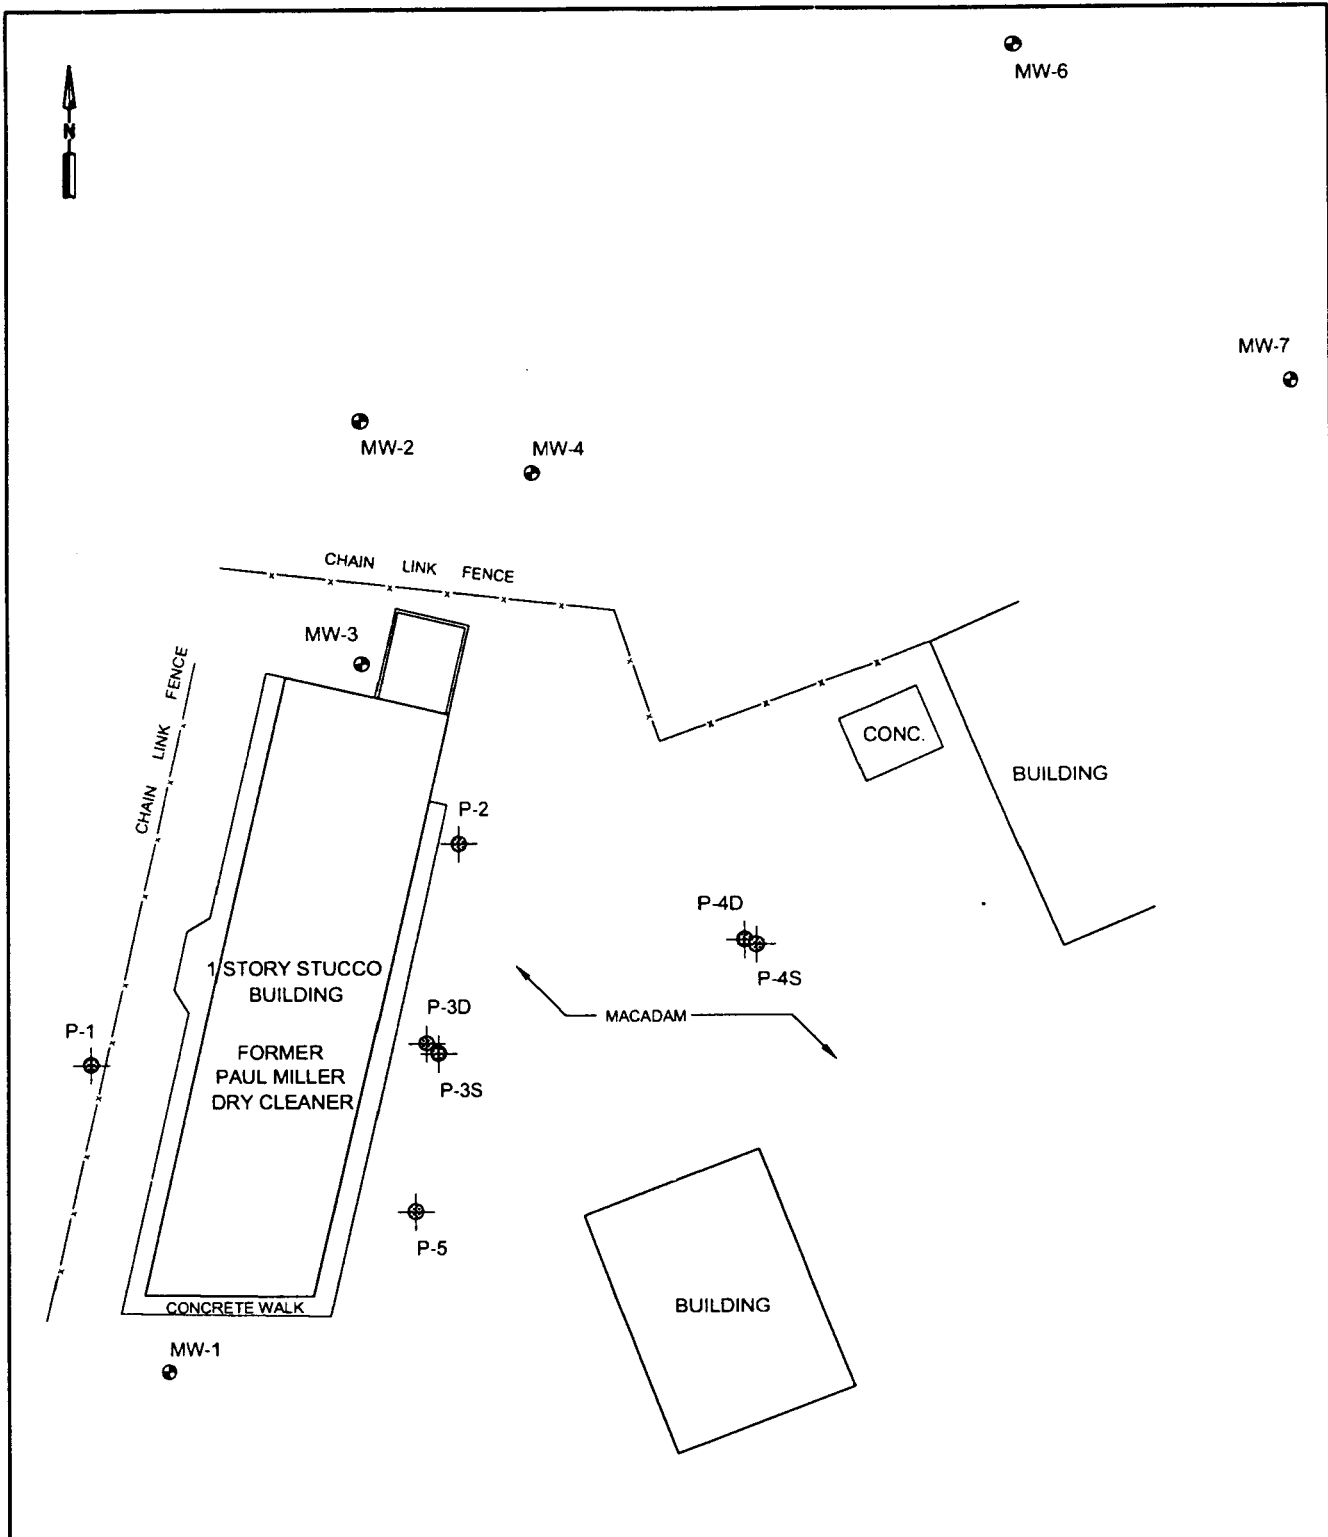 MW-6
N
MW-7
MW-2
MW-4
CHAIN LINK FENCE
MW-3
CHAIN LINK FENCE
CONC.
BUILDING
P-2
P-4D
P-4S
1 STORY STUCCO
BUILDING
P-3D
MACADAM
P-1
FORMER
PAUL MILLER
DRY CLEANER
P-3S
P-5
CONCRETE WALK
BUILDING
MW-1